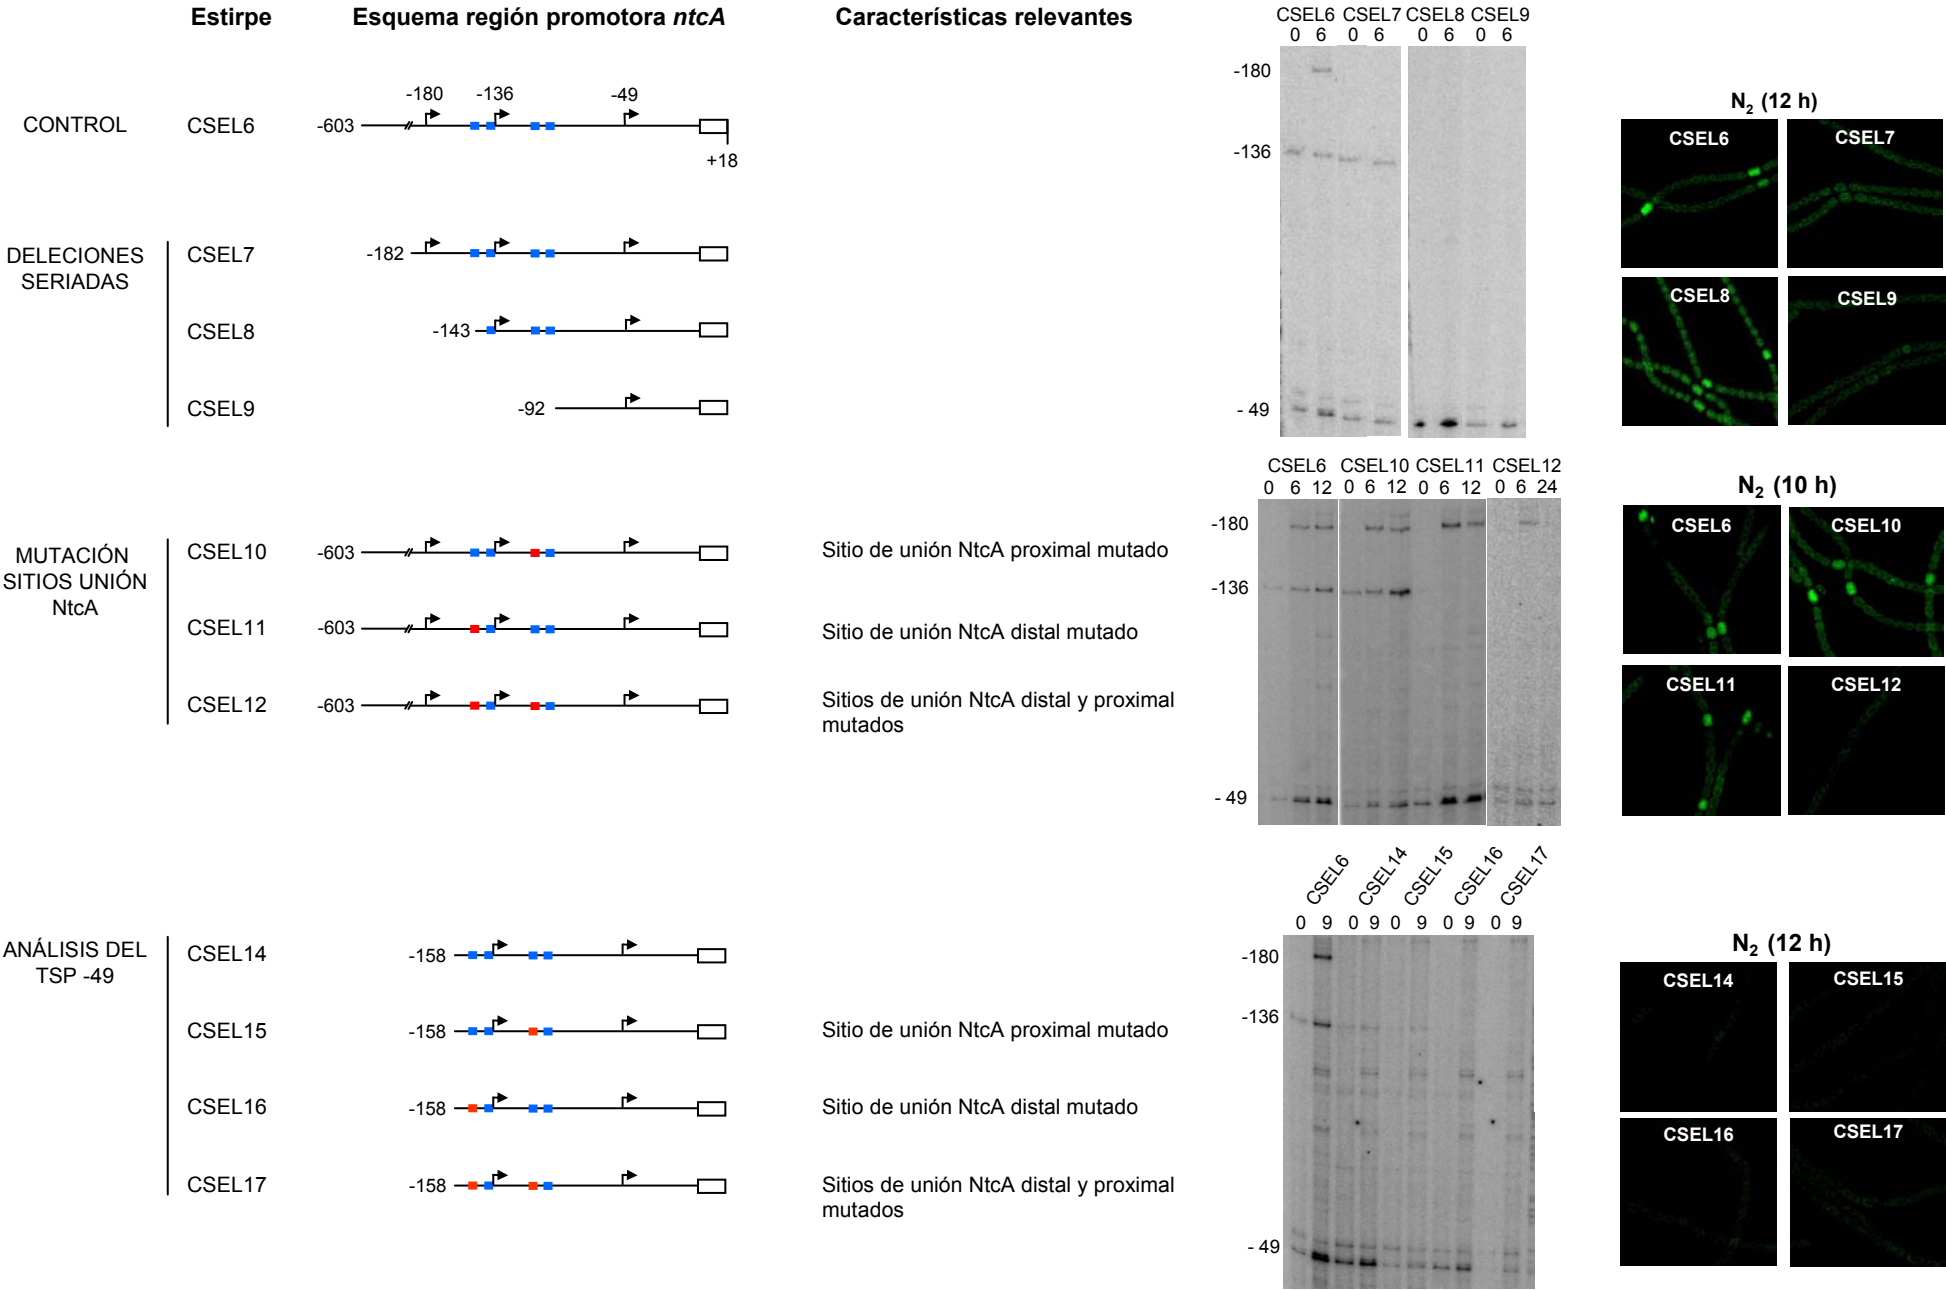 Estirpe Esquema región promotora ntcA Características relevantes
CSEL6 CSEL7 CSEL8 CSEL9
0 6 0 6 0 6 0 6
-180
-136
- 49
N2 (12 h)
CSEL6 CSEL7
CSEL8 CSEL9
-180 -136 -49
CONTROL CSEL6 -603
+18
DELECIONES
SERIADAS
CSEL7 -182
CSEL8 -143
CSEL9 -92
CSEL6 CSEL10 CSEL11 CSEL12
0 6 12 0 6 12 0 6 12 0 6 24
-180
-136
- 49
N2 (10 h)
CSEL6 CSEL10
CSEL11 CSEL12
MUTACIÓN
SITIOS UNIÓN
NtcA
CSEL10 -603 Sitio de unión NtcA proximal mutado
CSEL11 -603 Sitio de unión NtcA distal mutado
CSEL12 -603 Sitios de unión NtcA distal y proximal
mutados
CSEL6 CSEL14 CSEL15 CSEL16 CSEL17
0 9 0 9 0 9 0 9 0 9
-180
-136
- 49
N2 (12 h)
CSEL14 CSEL15
CSEL16 CSEL17
ANÁLISIS DEL
TSP -49
CSEL14 -158
CSEL15 -158 Sitio de unión NtcA proximal mutado
CSEL16 -158 Sitio de unión NtcA distal mutado
CSEL17 -158 Sitios de unión NtcA distal y proximal
mutados